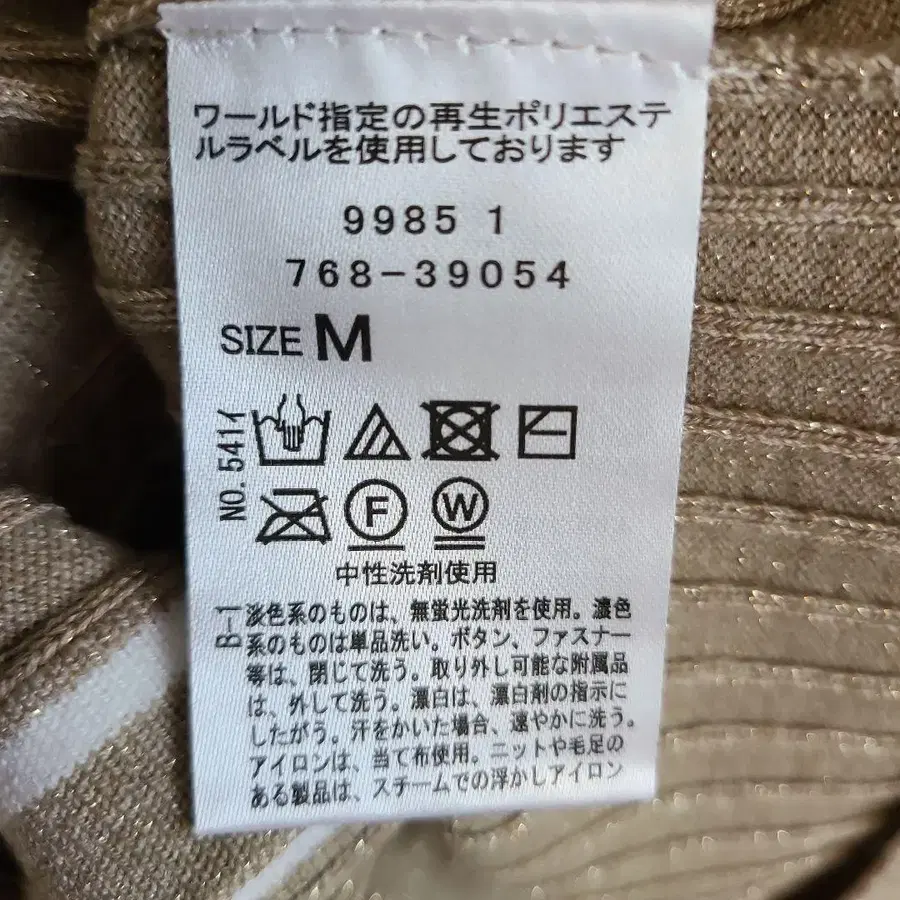 ワールド指定の再生ポリエステ
ルラベルを使用しております
9985 1
768-39054
SIZE M
NO.541イ
F W
中性洗剤使用
B-1
淡色系のものは、無蛍光洗剤を使用。濃色
系のものは単品洗い。ボタン、ファスナー
等は、閉じて洗う。取り外し可能な附属品
は、外して洗う。漂白は、漂白剤の指示に
したがう。汗をかいた場合、速やかに洗う。
アイロンは、当て布使用。ニットや毛足の
ある製品は、スチームでの浮かしアイロン